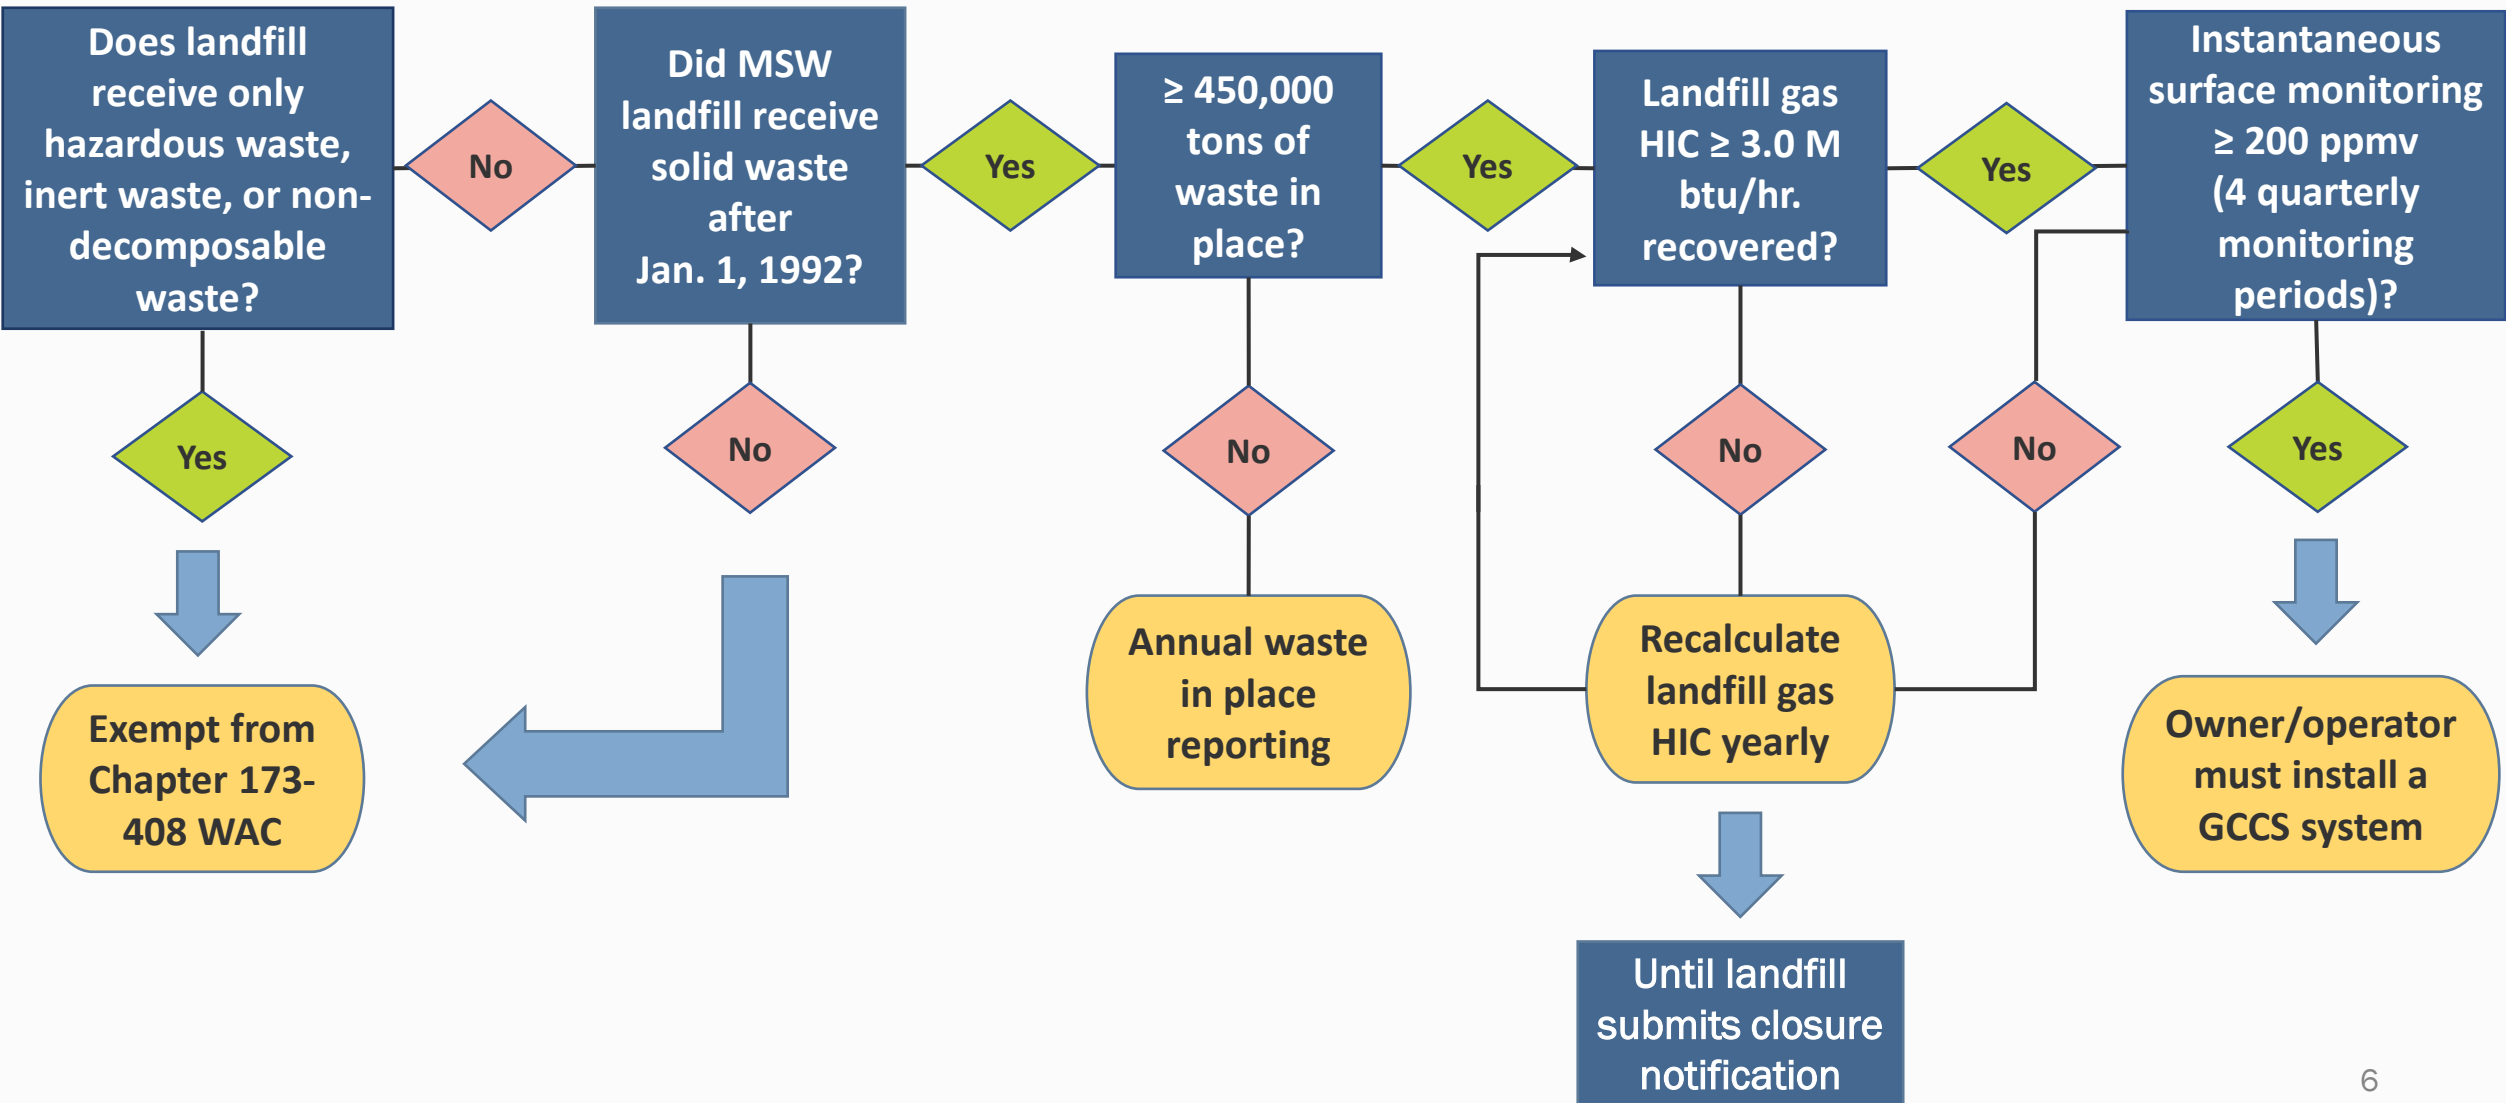 Does landfill
receive only
hazardous waste,
inert waste, or non-
decomposable
waste?
No
Did MSW
landfill receive
solid waste
after
Jan. 1, 1992?
Yes
≥ 450,000
tons of
waste in
place?
Yes
Landfill gas
HIC ≥ 3.0 M
btu/hr.
recovered?
Yes
Instantaneous
surface monitoring
≥ 200 ppmv
(4 quarterly
monitoring
periods)?
Yes
No
No
No
No
Yes
Exempt from
Chapter 173-
408 WAC
Annual waste
in place
reporting
Recalculate
landfill gas
HIC yearly
Owner/operator
must install a
GCCS system
Until landfill
submits closure
notification
6